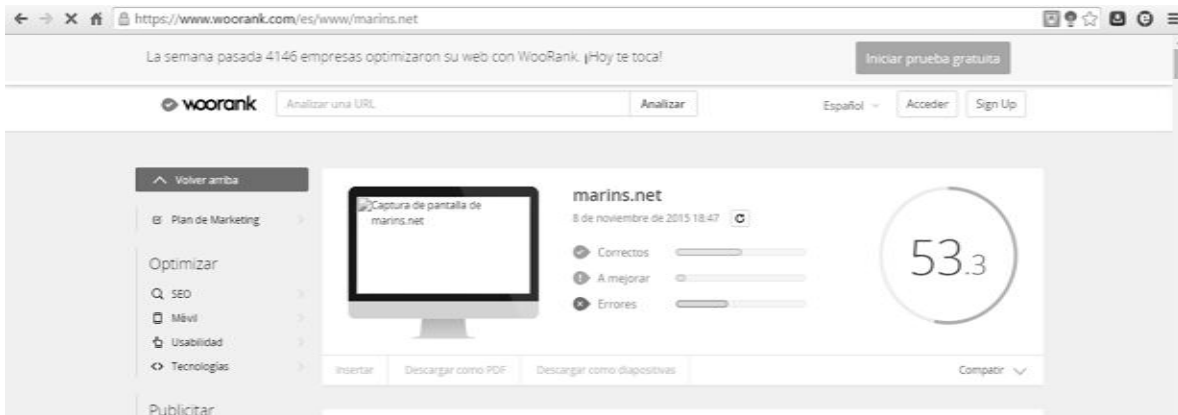 https://www.woorank.com/es/www/marins.net
La semana pasada 4146 empresas optimizaron su web con WooRank. ¡Hoy te toca!
Iniciar prueba gratuita
woorank
Analizar una URL
Analizar
Español
Acceder
Sign Up
Volver arriba
Plan de Marketing
Optimizar
SEO
Móvil
Usabilidad
Tecnologías
Publicitar
Captura de pantalla de
marins.net
marins.net
8 de noviembre de 2015 18:47
Correctos
A mejorar
Errores
53.3
Insertar
Descargar como PDF
Descargar como diapositivas
Compatir